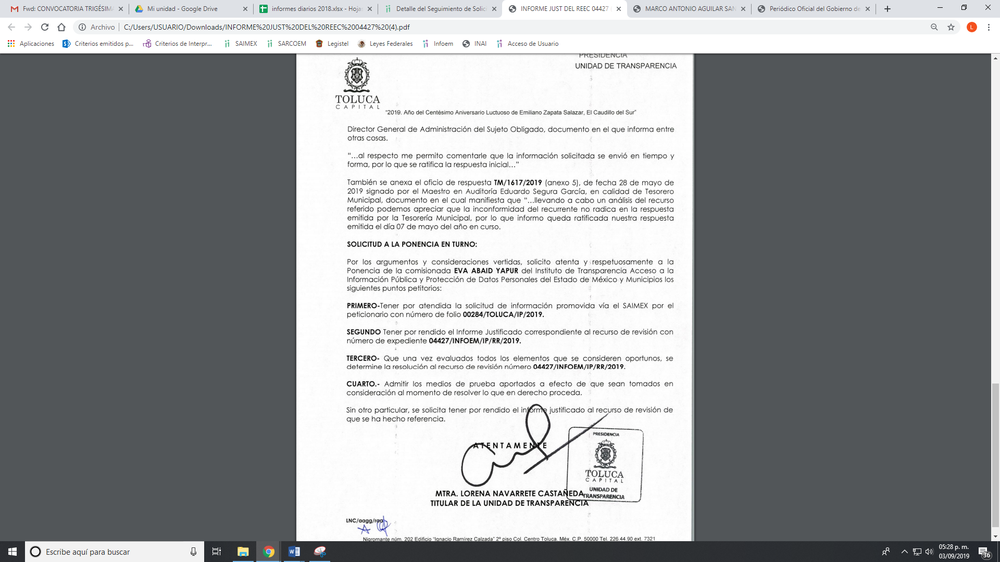 Fwd: CONVOCATORIA TRIGÉSIMA
Mi unidad - Google Drive
informes diarios 2018.xlsx - Hojas
Detalle del Seguimiento de Solici
INFORME JUST DEL REEC 04427
MARCO ANTONIO AGUILAR SAN
Periódico Oficial del Gobierno de
Archivo
C:/Users/USUARIO/Downloads/INFORME%20JUST%20DEL%20REEC%2004427%20(4).pdf
L
Aplicaciones
Criterios emitidos p...
Criterios de Interpr...
SAIMEX
SARCOEM
Legistel
Leyes Federales
Infoem
INAI
Acceso de Usuario
PRESIDENCIA
UNIDAD DE TRANSPARENCIA
TOLUCA
CAPITAL
"2019. Año del Centésimo Aniversario Luctuoso de Emiliano Zapata Salazar, El Caudillo del Sur"
Director General de Administración del Sujeto Obligado, documento en el que informa entre
otras cosas.
"...al respecto me permito comentarle que la información solicitada se envió en tiempo y
forma, por lo que se ratifica la respuesta inicial..."
También se anexa el oficio de respuesta TM/1617/2019 (anexo 5), de fecha 28 de mayo de
2019 signado por el Maestro en Auditoría Eduardo Segura García, en calidad de Tesorero
Municipal, documento en el cual manifiesta que "...llevando a cabo un análisis del recurso
referido podemos apreciar que la inconformidad del recurrente no radica en la respuesta
emitida por la Tesorería Municipal, por lo que informo queda ratificada nuestra respuesta
emitida el día 07 de mayo del año en curso.
SOLICITUD A LA PONENCIA EN TURNO:
Por los argumentos y consideraciones vertidas, solicito atenta y respetuosamente a la
Ponencia de la comisionada EVA ABAID YAPUR del Instituto de Transparencia Acceso a la
Información Pública y Protección de Datos Personales del Estado de México y Municipios los
siguientes puntos petitorios:
PRIMERO-Tener por atendida la solicitud de información promovida vía el SAIMEX por el
peticionario con número de folio 00284/TOLUCA/IP/2019.
SEGUNDO Tener por rendido el Informe Justificado correspondiente al recurso de revisión con
número de expediente 04427/INFOEM/IP/RR/2019.
TERCERO- Que una vez evaluados todos los elementos que se consideren oportunos, se
determine la resolución al recurso de revisión número 04427/INFOEM/IP/RR/2019.
CUARTO.- Admitir los medios de prueba aportados a efecto de que sean tomados en
consideración al momento de resolver lo que en derecho proceda.
Sin otro particular, se solicita tener por rendido el informe justificado al recurso de revisión de
que se ha hecho referencia.
ATENTAMENTE
PRESIDENCIA
TOLUCA
CAPITAL
UNIDAD DE
TRANSPARENCIA
MTRA. LORENA NAVARRETE CASTAÑEDA
TITULAR DE LA UNIDAD DE TRANSPARENCIA
LNC/aagg/raa
Nigromante núm. 202 Edificio "Ignacio Ramírez Calzada" 2º piso Col. Centro Toluca, Méx. C.P. 50000 Tel. 226.44.90 ext. 7321
Escribe aquí para buscar
05:28 p. m.
03/09/2019
36